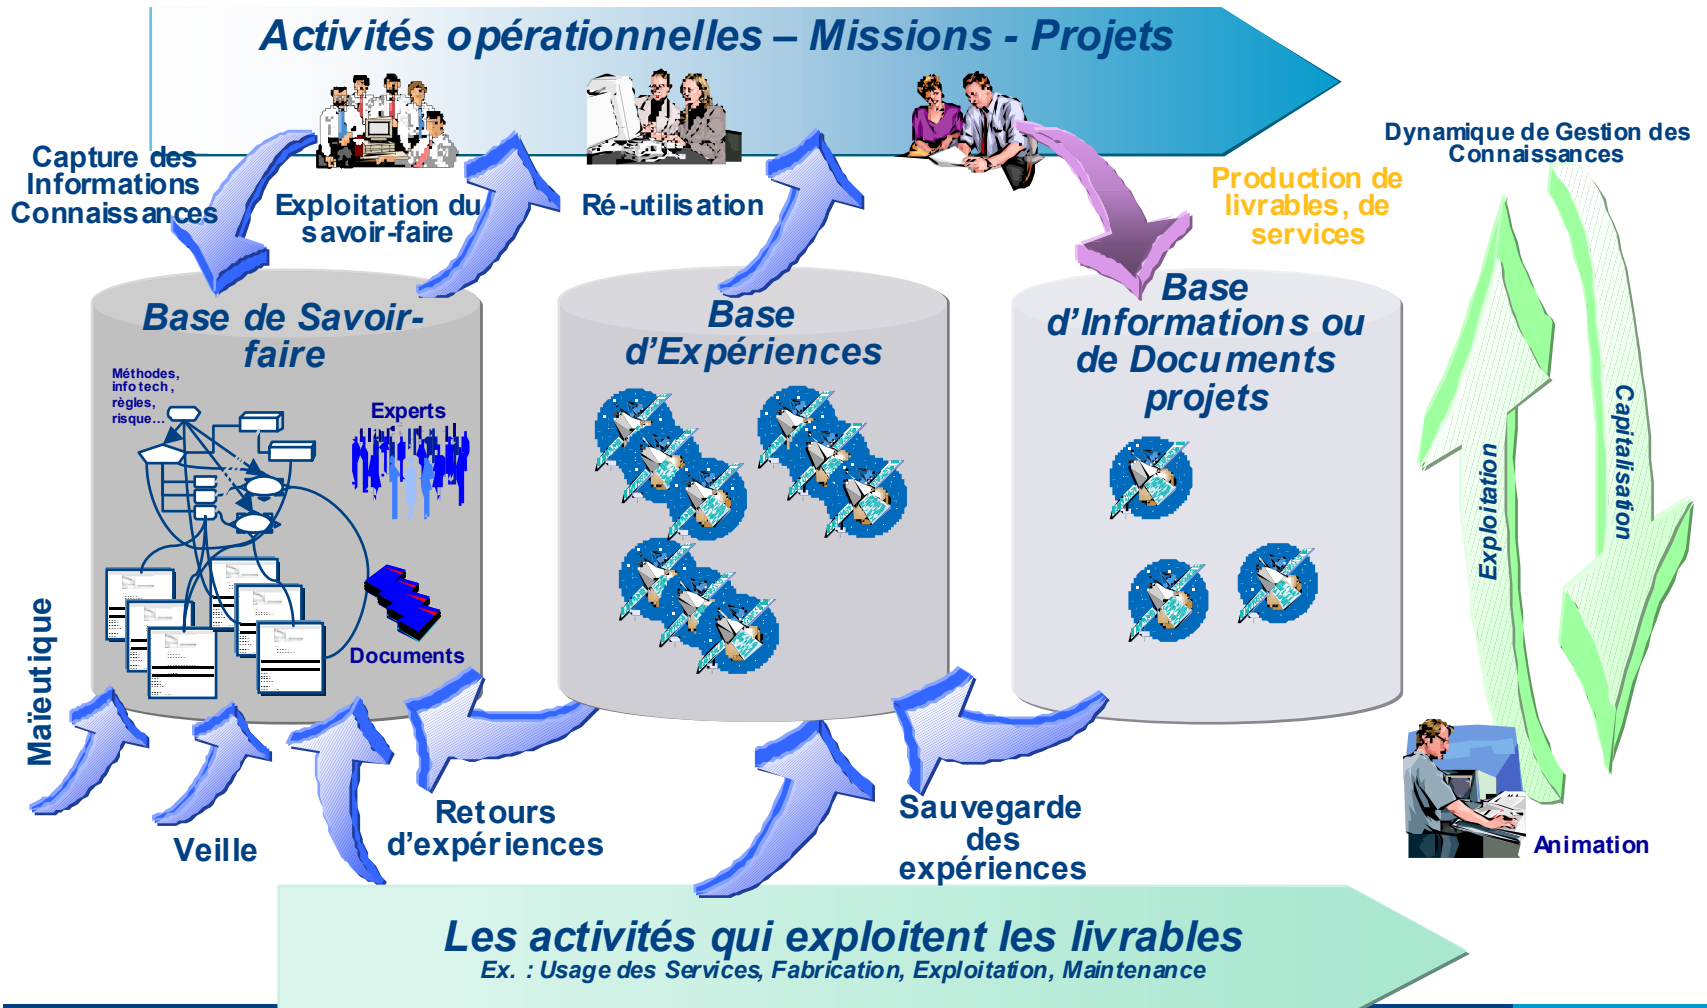 Activités opérationnelles – Missions - Projets
Capture des
Informations
Connaissances
Exploitation du
savoir-faire
Ré-utilisation
Production de
livrables, de
services
Dynamique de Gestion des
Connaissances
Base de Savoir-
faire
Méthodes,
info tech ,
règles,
risque…
Experts
Documents
Base
d’Expériences
Base
d’Informations ou
de Documents
projets
Exploitation
Capitalisation
Maïeutique
Veille
Retours
d’expériences
Sauvegarde
des
expériences
Animation
Les activités qui exploitent les livrables
Ex. : Usage des Services, Fabrication, Exploitation, Maintenance